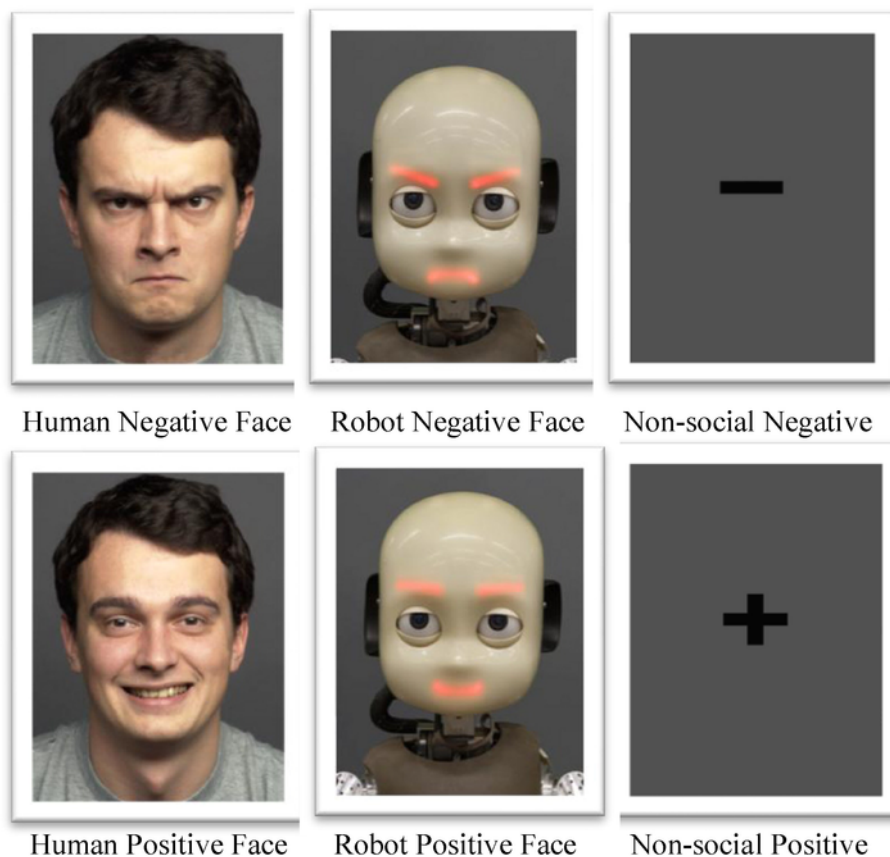 Human Negative Face
Robot Negative Face
Non-social Negative
Human Positive Face
Robot Positive Face
Non-social Positive